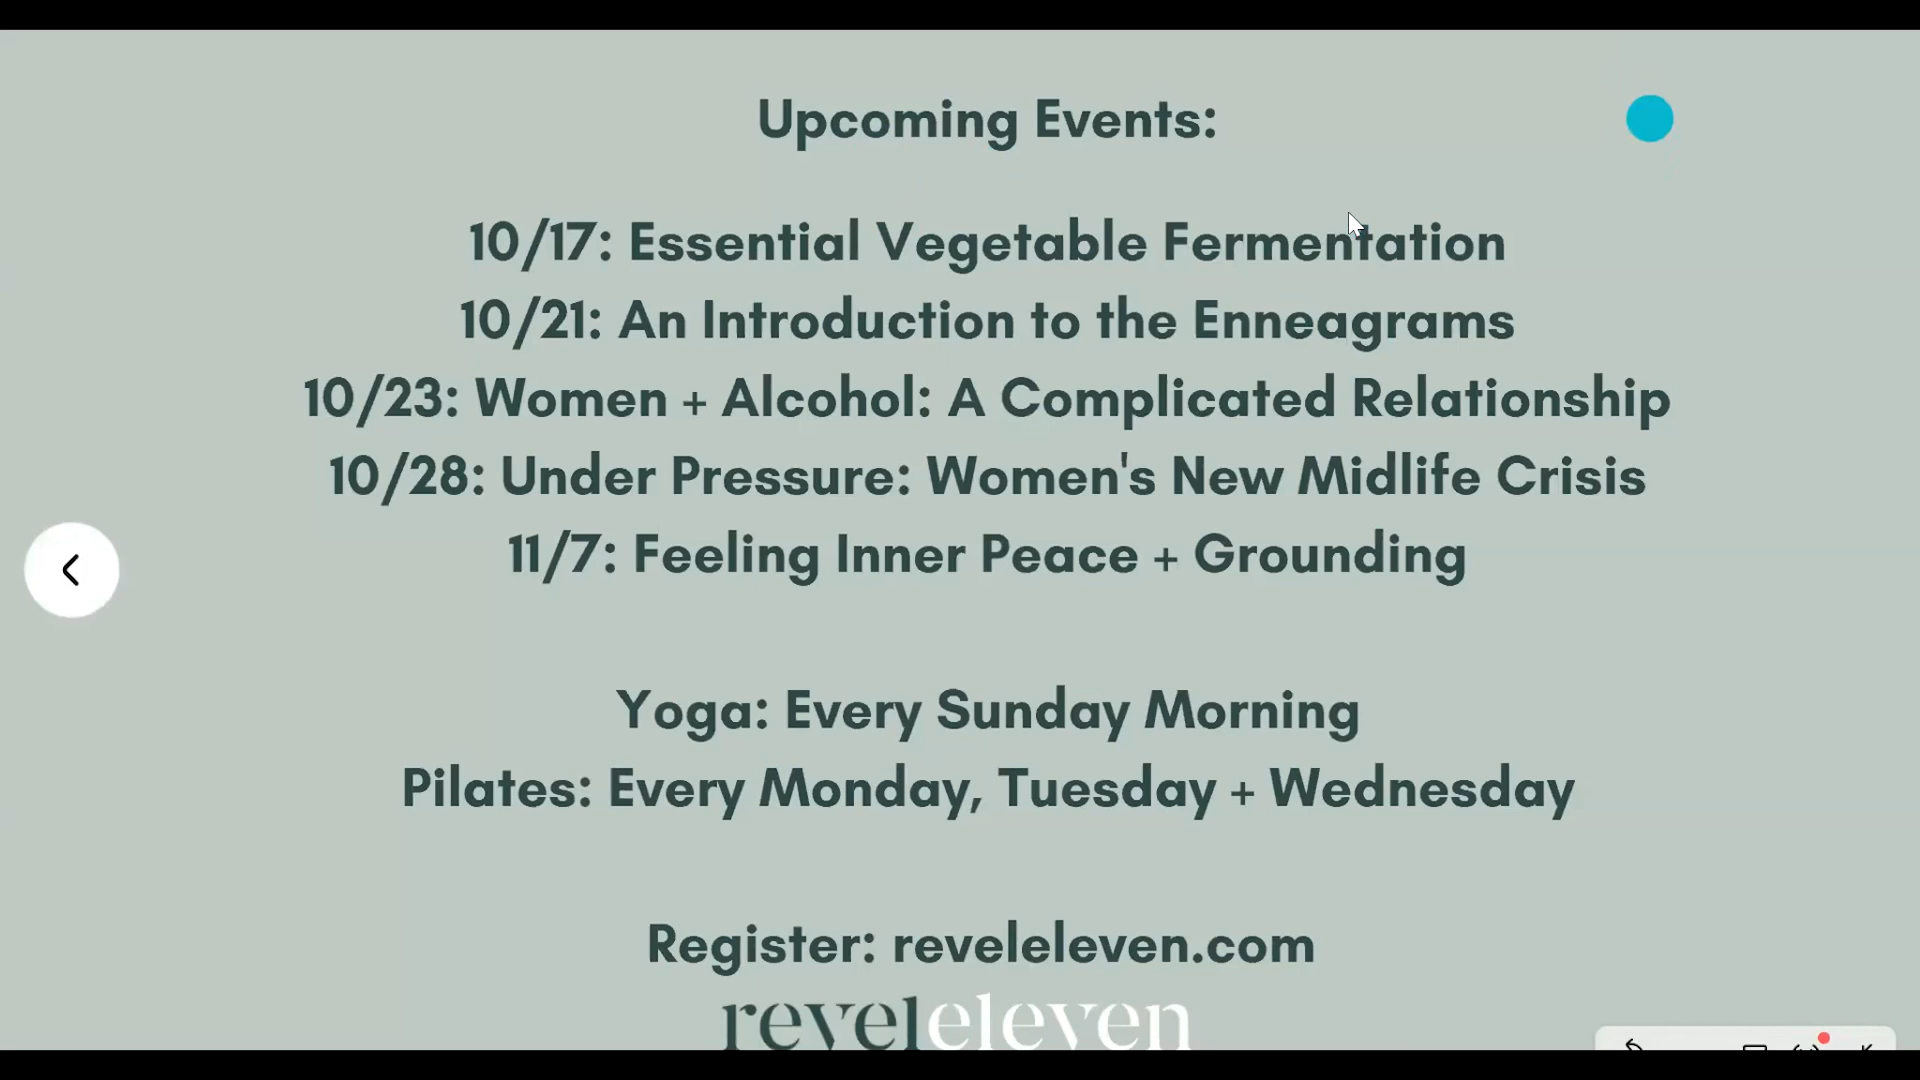 Upcoming Events:
10/17: Essential Vegetable Fermentation
10/21: An Introduction to the Enneagrams
10/23: Women + Alcohol: A Complicated Relationship
10/28: Under Pressure: Women's New Midlife Crisis
11/7: Feeling Inner Peace + Grounding
Yoga: Every Sunday Morning
Pilates: Every Monday, Tuesday + Wednesday
Register: reveleleven.com
reveleleven